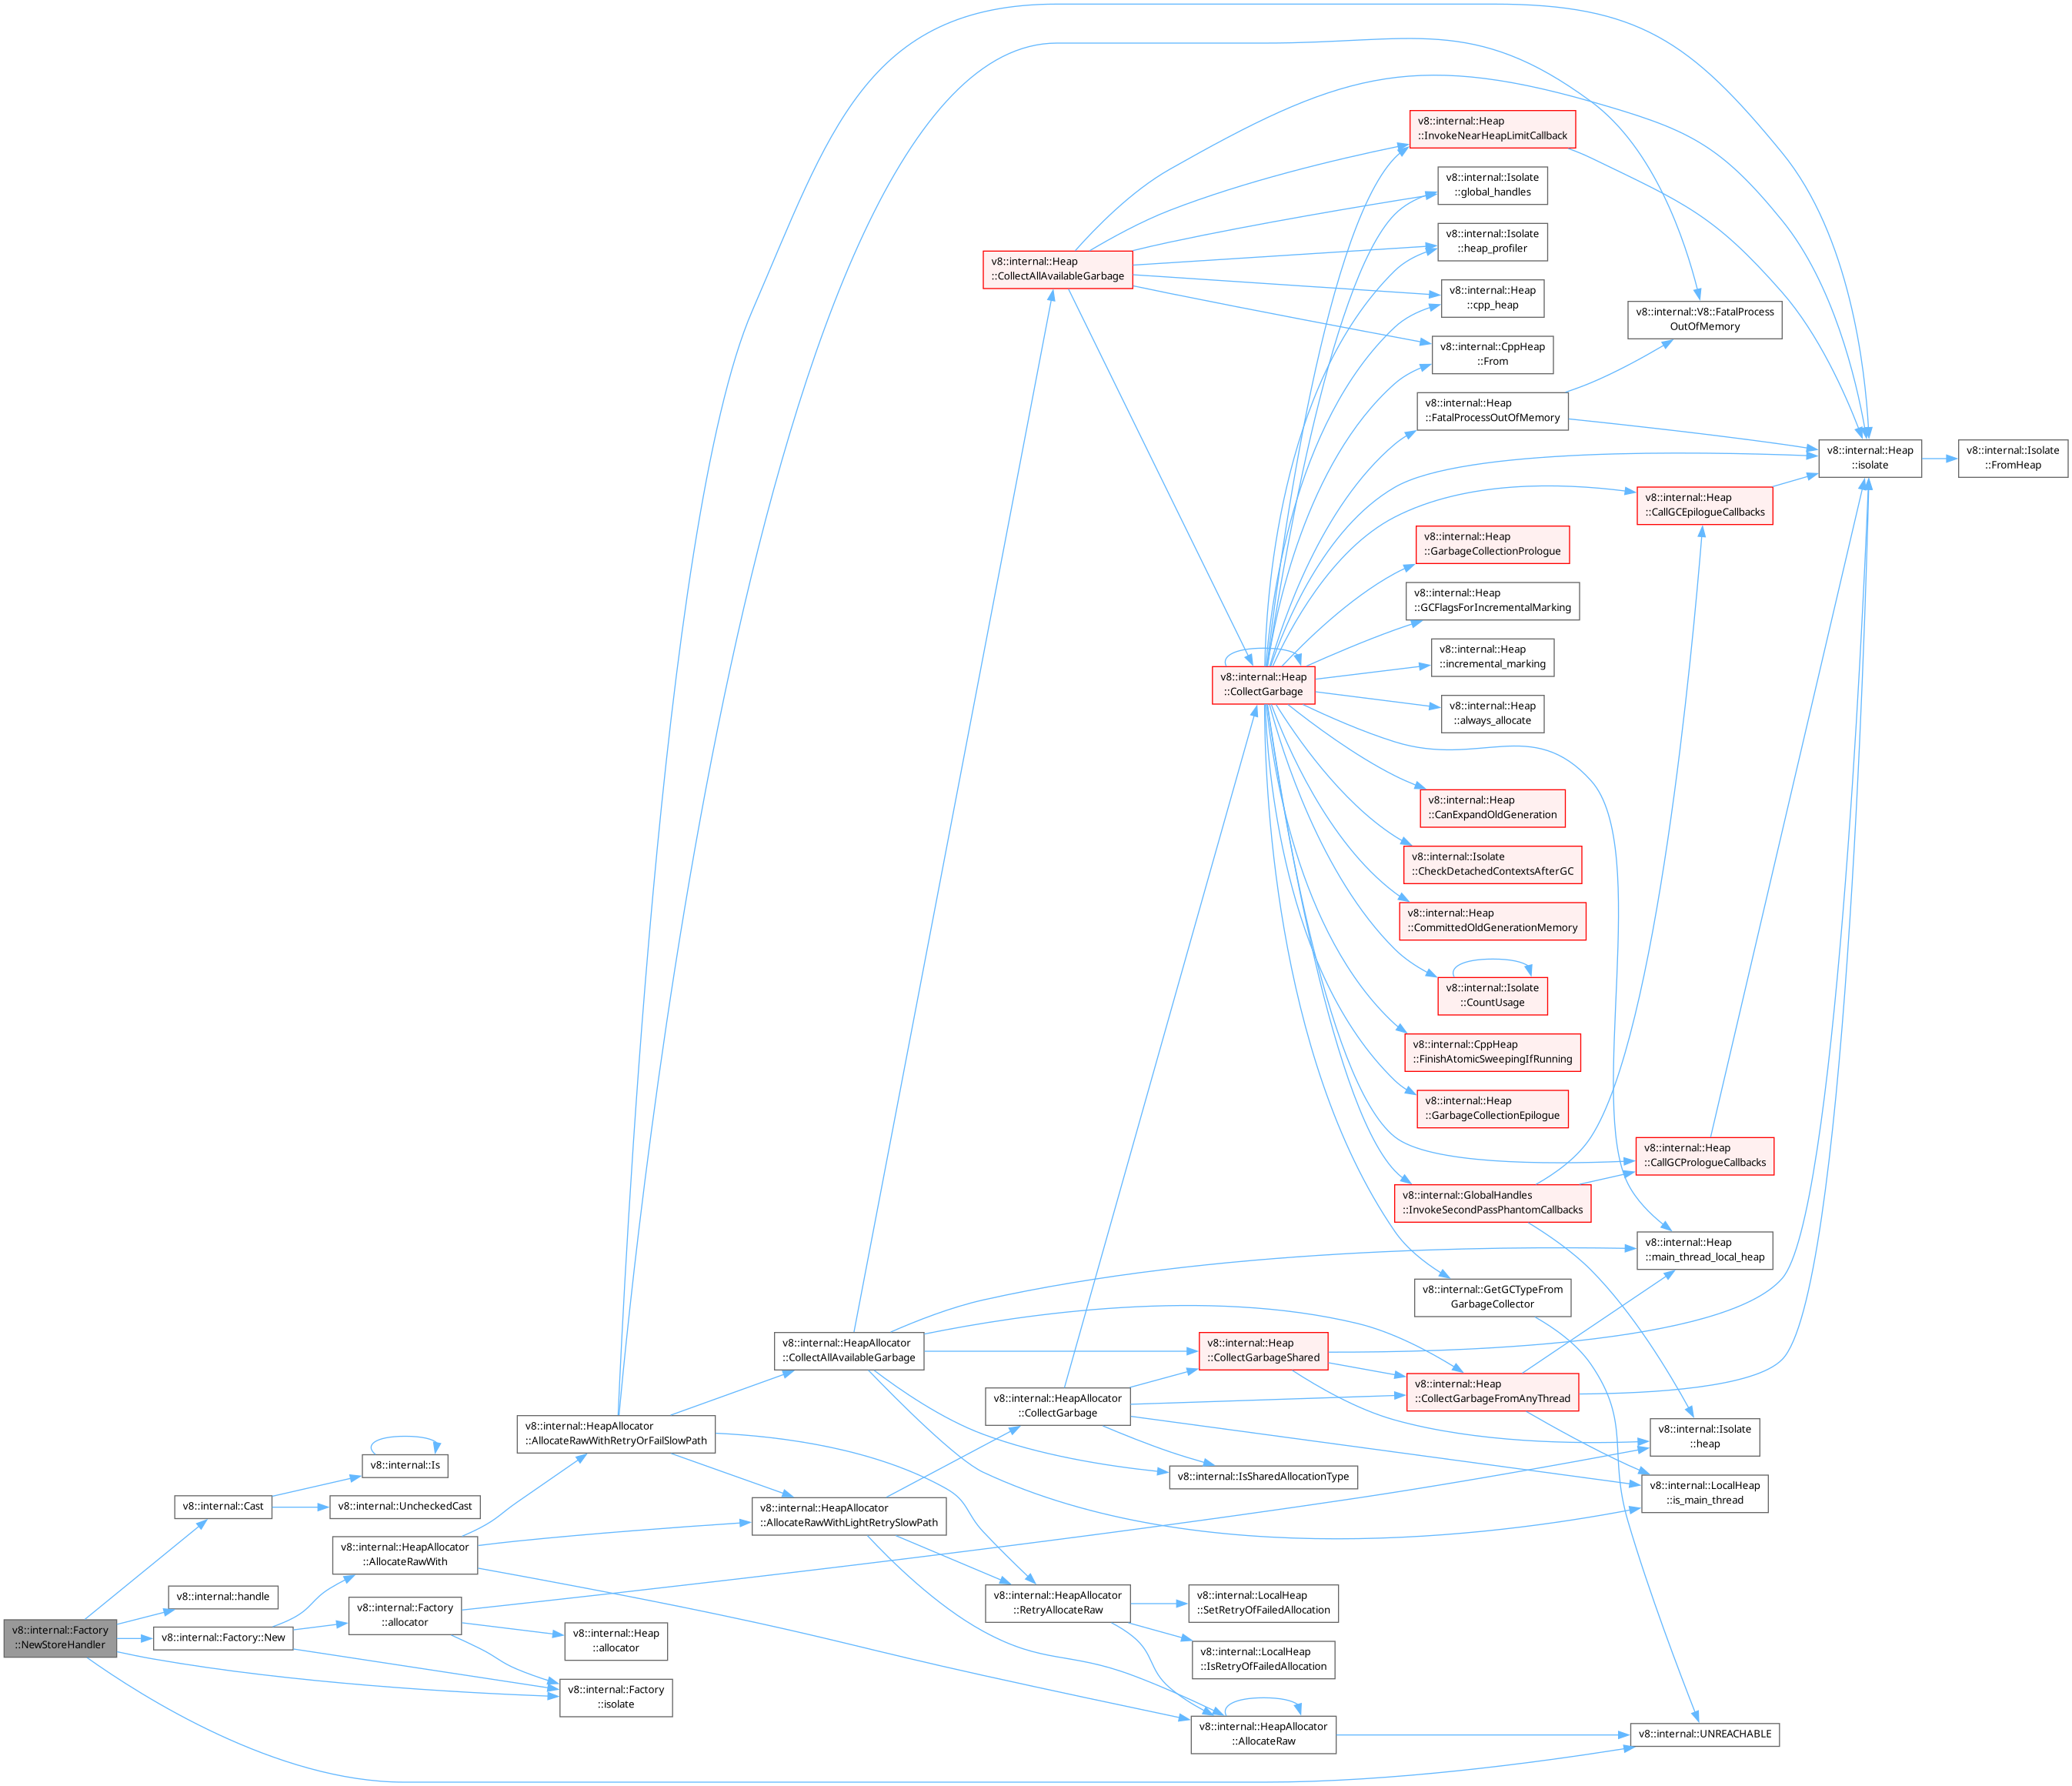 v8::internal::Heap
::InvokeNearHeapLimitCallback
v8::internal::Isolate
::global_handles
v8::internal::Isolate
::heap_profiler
v8::internal::Heap
::CollectAllAvailableGarbage
v8::internal::Heap
::cpp_heap
v8::internal::V8::FatalProcess
OutOfMemory
v8::internal::CppHeap
::From
v8::internal::Heap
::FatalProcessOutOfMemory
v8::internal::Heap
::isolate
v8::internal::Isolate
::FromHeap
v8::internal::Heap
::CallGCEpilogueCallbacks
v8::internal::Heap
::GarbageCollectionPrologue
v8::internal::Heap
::GCFlagsForIncrementalMarking
v8::internal::Heap
::incremental_marking
v8::internal::Heap
::CollectGarbage
v8::internal::Heap
::always_allocate
v8::internal::Heap
::CanExpandOldGeneration
v8::internal::Isolate
::CheckDetachedContextsAfterGC
v8::internal::Heap
::CommittedOldGenerationMemory
v8::internal::Isolate
::CountUsage
v8::internal::CppHeap
::FinishAtomicSweepingIfRunning
v8::internal::Heap
::GarbageCollectionEpilogue
v8::internal::Heap
::CallGCPrologueCallbacks
v8::internal::GlobalHandles
::InvokeSecondPassPhantomCallbacks
v8::internal::Heap
::main_thread_local_heap
v8::internal::GetGCTypeFrom
GarbageCollector
v8::internal::HeapAllocator
::CollectAllAvailableGarbage
v8::internal::Heap
::CollectGarbageShared
v8::internal::Heap
::CollectGarbageFromAnyThread
v8::internal::HeapAllocator
::CollectGarbage
v8::internal::HeapAllocator
::AllocateRawWithRetryOrFailSlowPath
v8::internal::Isolate
::heap
v8::internal::Is
v8::internal::IsSharedAllocationType
v8::internal::LocalHeap
::is_main_thread
v8::internal::Cast
v8::internal::UncheckedCast
v8::internal::HeapAllocator
::AllocateRawWithLightRetrySlowPath
v8::internal::HeapAllocator
::AllocateRawWith
v8::internal::handle
v8::internal::HeapAllocator
::RetryAllocateRaw
v8::internal::LocalHeap
::SetRetryOfFailedAllocation
v8::internal::Factory
::allocator
v8::internal::Factory
::NewStoreHandler
v8::internal::Factory::New
v8::internal::Heap
::allocator
v8::internal::LocalHeap
::IsRetryOfFailedAllocation
v8::internal::Factory
::isolate
v8::internal::HeapAllocator
::AllocateRaw
v8::internal::UNREACHABLE